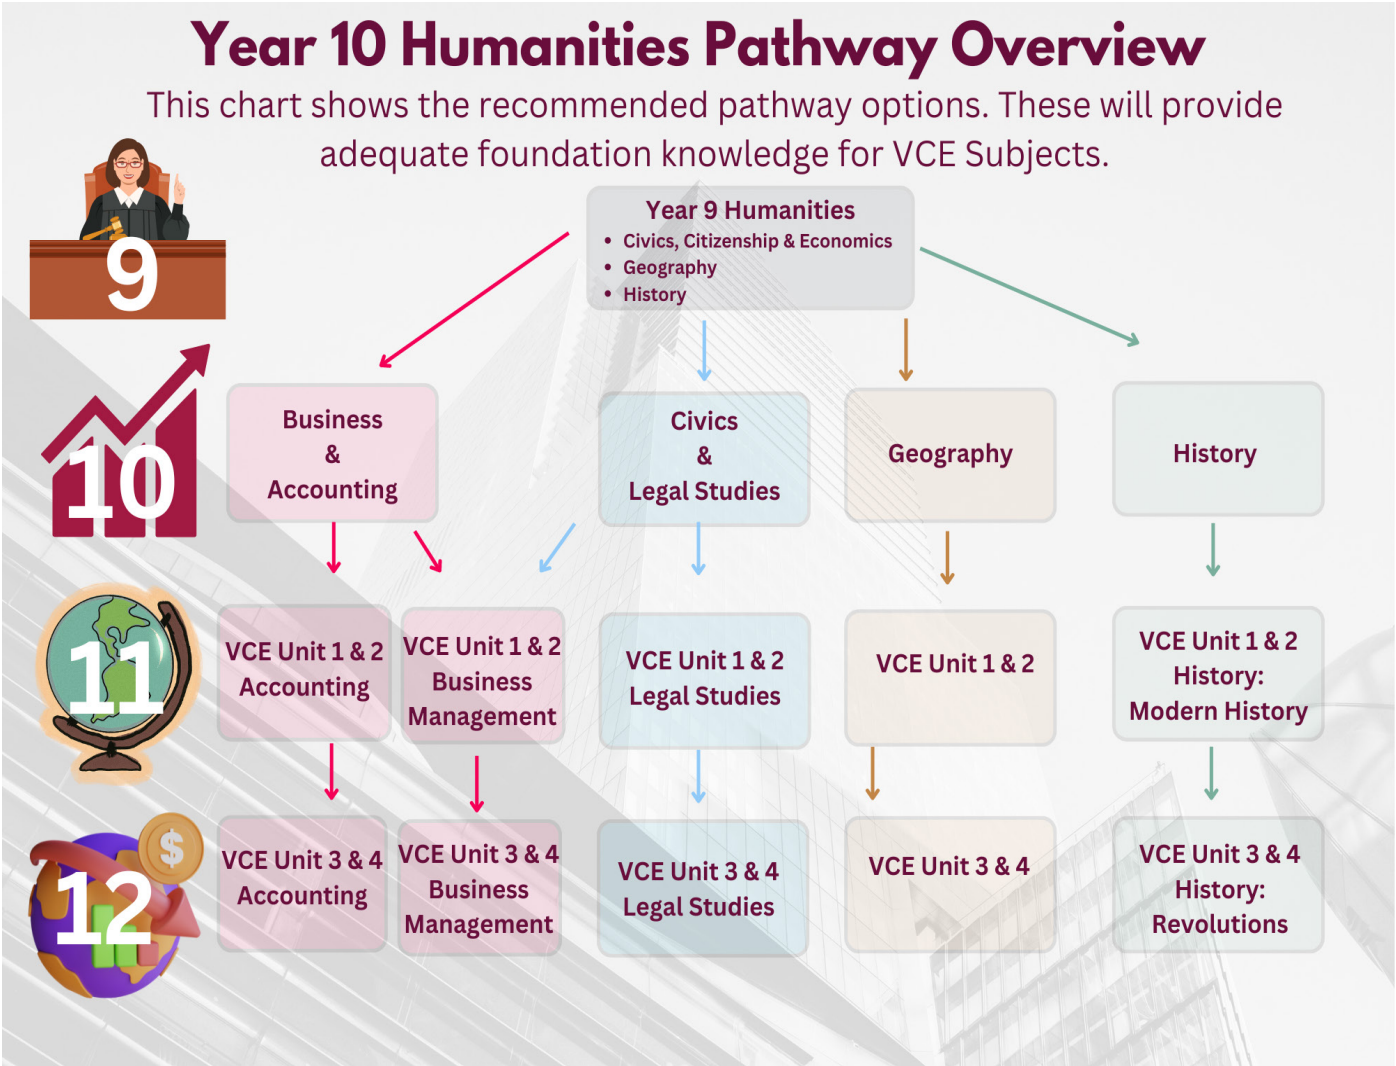 Year 10 Humanities Pathway Overview
This chart shows the recommended pathway options. These will provide
adequate foundation knowledge for VCE Subjects.
9
Year 9 Humanities
• Civics, Citizenship & Economics
• Geography
• History
10
Business
&
Accounting
Civics
&
Legal Studies
Geography
History
11
VCE Unit 1 & 2
Accounting
VCE Unit 1 & 2
Business
Management
VCE Unit 1 & 2
Legal Studies
VCE Unit 1 & 2
VCE Unit 1 & 2
History:
Modern History
12
$
VCE Unit 3 & 4
Accounting
VCE Unit 3 & 4
Business
Management
VCE Unit 3 & 4
Legal Studies
VCE Unit 3 & 4
VCE Unit 3 & 4
History:
Revolutions